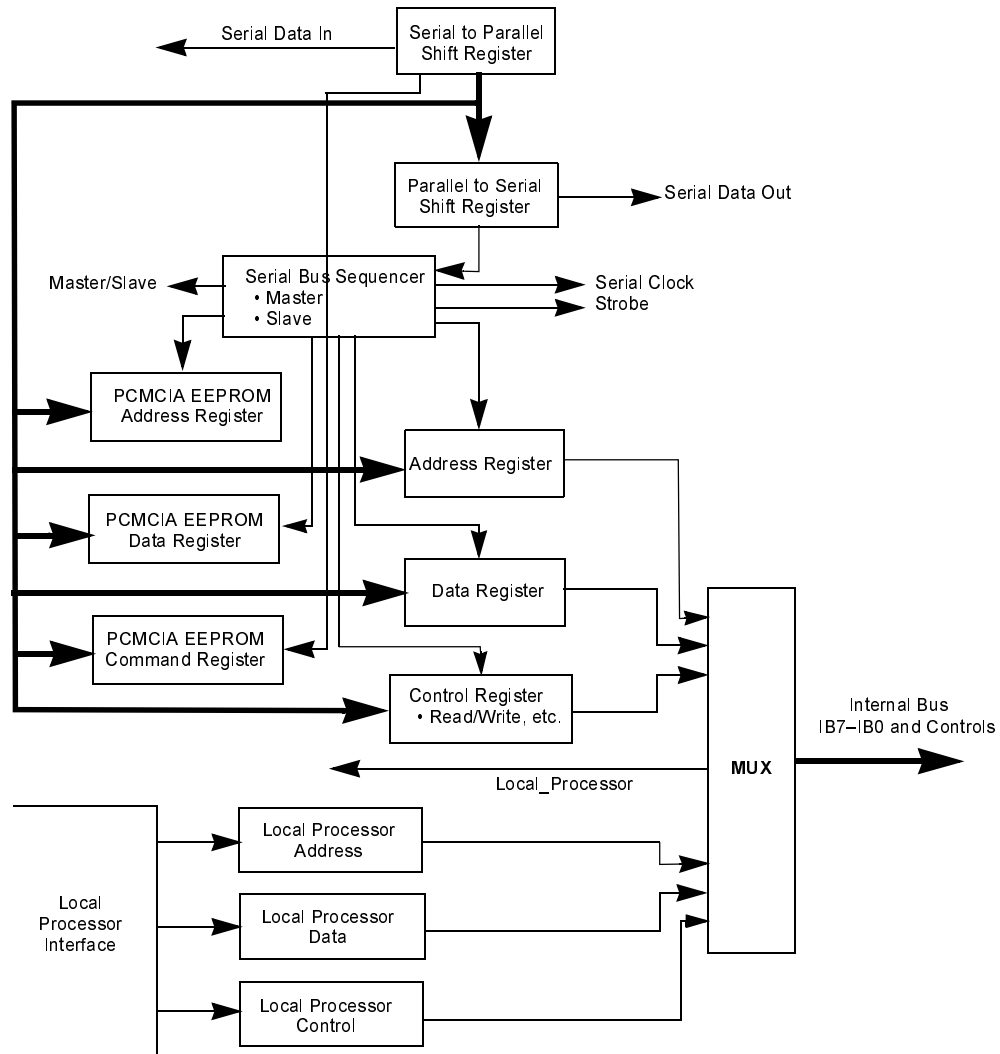 Serial Data In
Serial to Parallel
Shift Register
Parallel to Serial
Shift Register
Serial Data Out
Master/Slave
Serial Bus Sequencer
• Master
• Slave
Serial Clock
Strobe
PCMCIA EEPROM
Address Register
Address Register
PCMCIA EEPROM
Data Register
Data Register
PCMCIA EEPROM
Command Register
Control Register
• Read/Write, etc.
Internal Bus
IB7–IB0 and Controls
MUX
Local_Processor
Local Processor
Address
Local
Processor
Interface
Local Processor
Data
Local Processor
Control